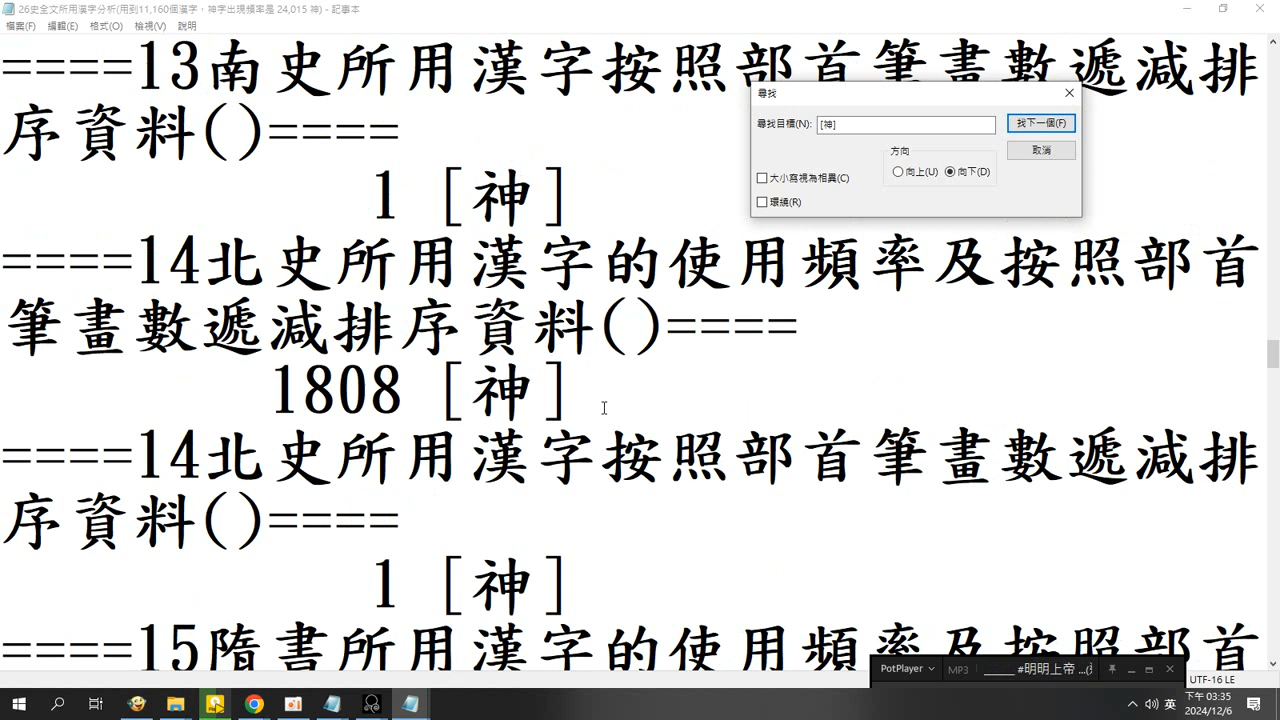 26史全文所用漢字分析(用到11,160個漢字，神字出現頻率是 24,015 神) - 記事本
檔案(F) 編輯(E) 格式(O) 檢視(V) 說明
====13南史所用漢字按照部首筆畫數遞減排
序資料()====
1 [神]
====14北史所用漢字的使用頻率及按照部首
筆畫數遞減排序資料()====
1808 [神]
====14北史所用漢字按照部首筆畫數遞減排
序資料()====
1 [神]
====15隋書所用漢字的使用頻率及按照部首
尋找
尋找目標(N): [神]
找下一個(F)
取消
方向
向上(U) 向下(D)
大小寫視為相異(C)
環繞(R)
PotPlayer MP3 ______ #明明上帝 ...
UTF-16 LE
英
下午 03:35
2024/12/6